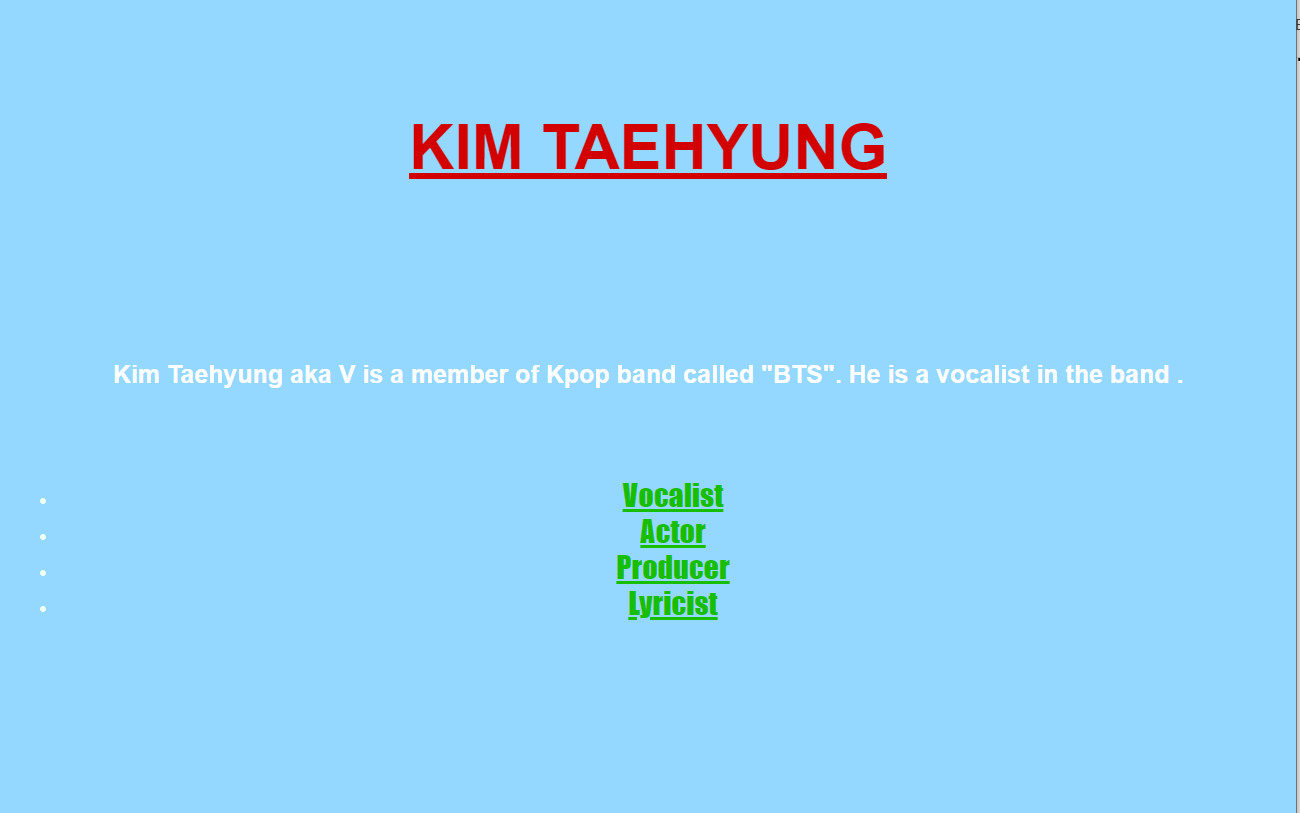 KIM TAEHYUNG
Kim Taehyung aka V is a member of Kpop band called "BTS". He is a vocalist in the band .
Vocalist
Actor
Producer
Lyricist